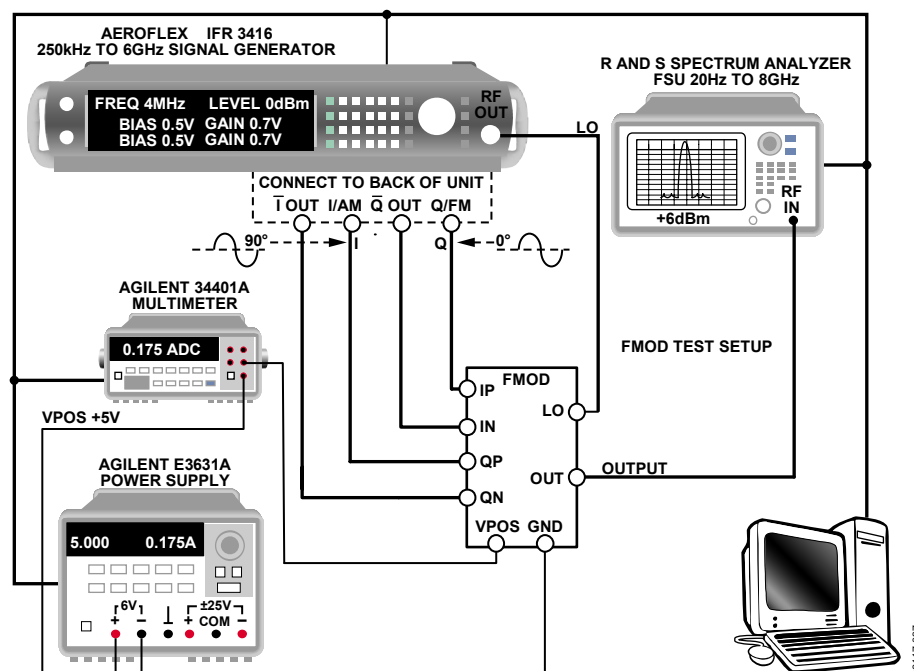 AEROFLEX IFR 3416
250kHz TO 6GHz SIGNAL GENERATOR
R AND S SPECTRUM ANALYZER
FSU 20Hz TO 8GHz
FREQ 4MHz LEVEL 0dBm
BIAS 0.5V GAIN 0.7V
BIAS 0.5V GAIN 0.7V
RF
OUT
LO
RF
IN
+6dBm
CONNECT TO BACK OF UNIT
I̅ OUT I/AM Q̅ OUT Q/FM
90° I Q 0°
AGILENT 34401A
MULTIMETER
0.175 ADC
FMOD TEST SETUP
VPOS +5V
FMOD
IP
LO
IN
QP
OUT
OUTPUT
QN
VPOS GND
AGILENT E3631A
POWER SUPPLY
5.000 0.175A
6V ±25V
+ – ⊥ + COM –